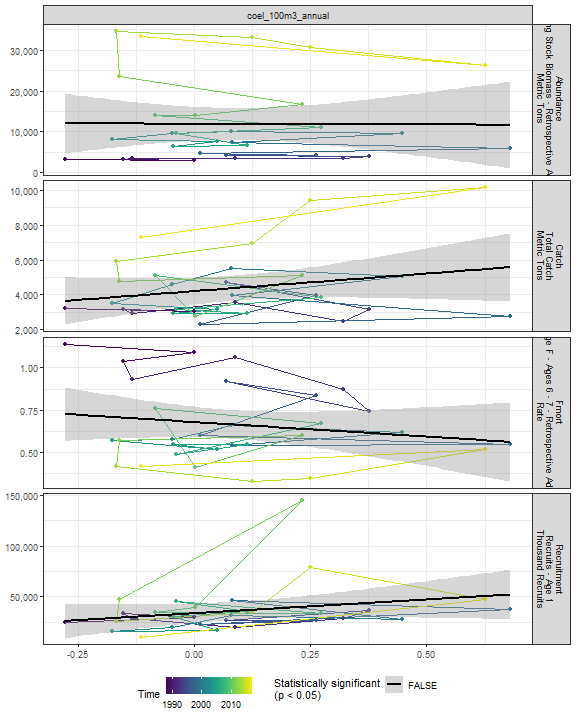 coel_100m3_annual
30,000
20,000
10,000
0
Abundance
Stock Biomass - Retrospective
Metric Tons
10,000
8,000
6,000
4,000
2,000
Catch
Total Catch
Metric Tons
1.00
0.75
0.50
Fmort
F - Ages 6 - 7 - Retrospective
Rate
150,000
100,000
50,000
Recruitment
Recruits - Age 1
Thousand Recruits
-0.25
0.00
0.25
0.50
Time
1990 2000 2010
Statistically significant
(p < 0.05)
FALSE